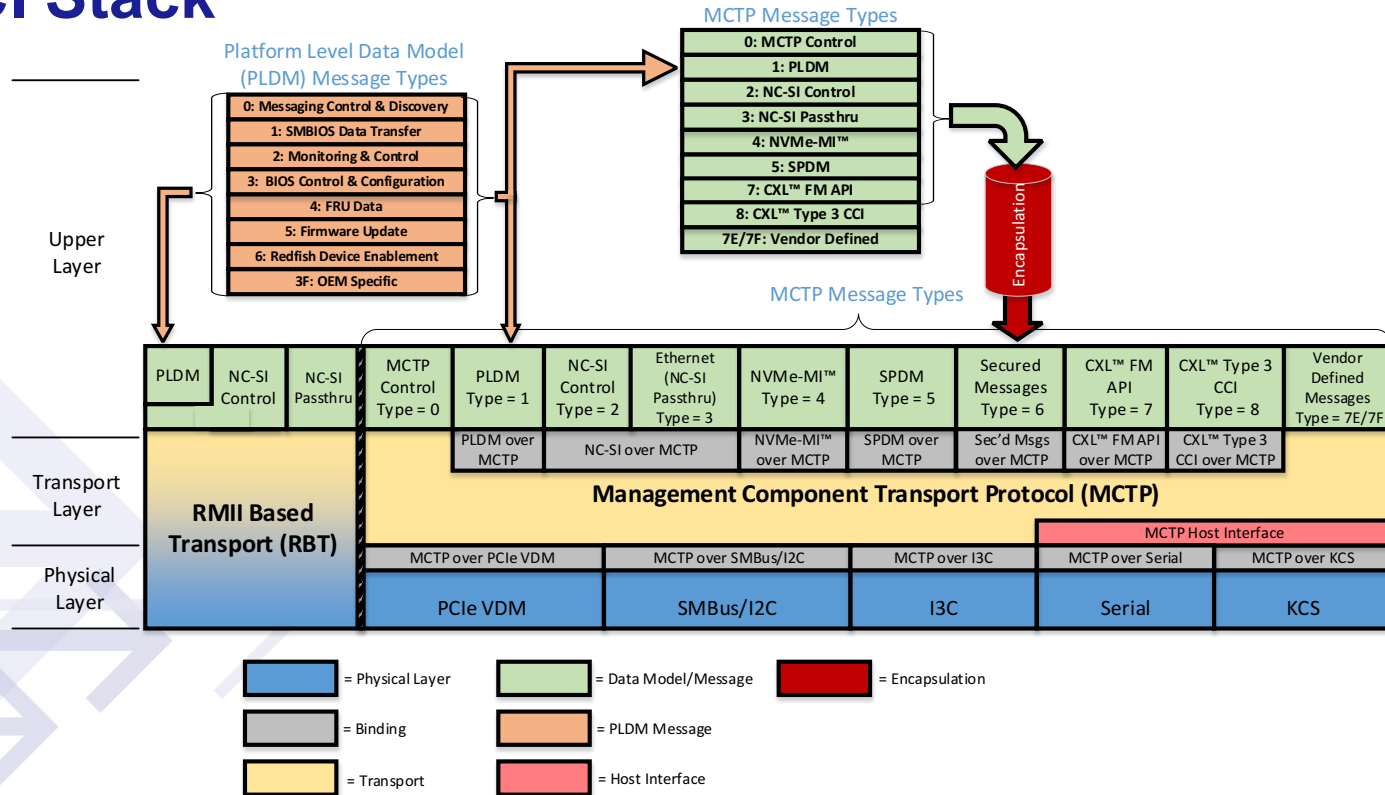 Stack
MCTP Message Types
0: MCTP Control
1: PLDM
2: NC-SI Control
3: NC-SI Passthru
4: NVMe-MI™
5: SPDM
7: CXL™ FM API
8: CXL™ Type 3 CCI
7E/7F: Vendor Defined
Platform Level Data Model
(PLDM) Message Types
0: Messaging Control & Discovery
1: SMBIOS Data Transfer
2: Monitoring & Control
3: BIOS Control & Configuration
4: FRU Data
5: Firmware Update
6: Redfish Device Enablement
3F: OEM Specific
Encapsulation
Upper
Layer
MCTP Message Types
PLDM
NC-SI
Control
NC-SI
Passthru
MCTP
Control
Type = 0
PLDM
Type = 1
NC-SI
Control
Type = 2
Ethernet
(NC-SI
Passthru)
Type = 3
NVMe-MI™
Type = 4
SPDM
Type = 5
Secured
Messages
Type = 6
CXL™ FM
API
Type = 7
CXL™ Type 3
CCI
Type = 8
Vendor
Defined
Messages
Type = 7E/7F
Transport
Layer
PLDM over
MCTP
NC-SI over MCTP
NVMe-MI™
over MCTP
SPDM over
MCTP
Sec’d Msgs
over MCTP
CXL™ FM API
over MCTP
CXL™ Type 3
CCI over MCTP
RMII Based
Transport (RBT)
Management Component Transport Protocol (MCTP)
MCTP Host Interface
Physical
Layer
MCTP over PCIe VDM
MCTP over SMBus/I2C
MCTP over I3C
MCTP over Serial
MCTP over KCS
PCIe VDM
SMBus/I2C
I3C
Serial
KCS
= Physical Layer
= Data Model/Message
= Encapsulation
= Binding
= PLDM Message
= Transport
= Host Interface